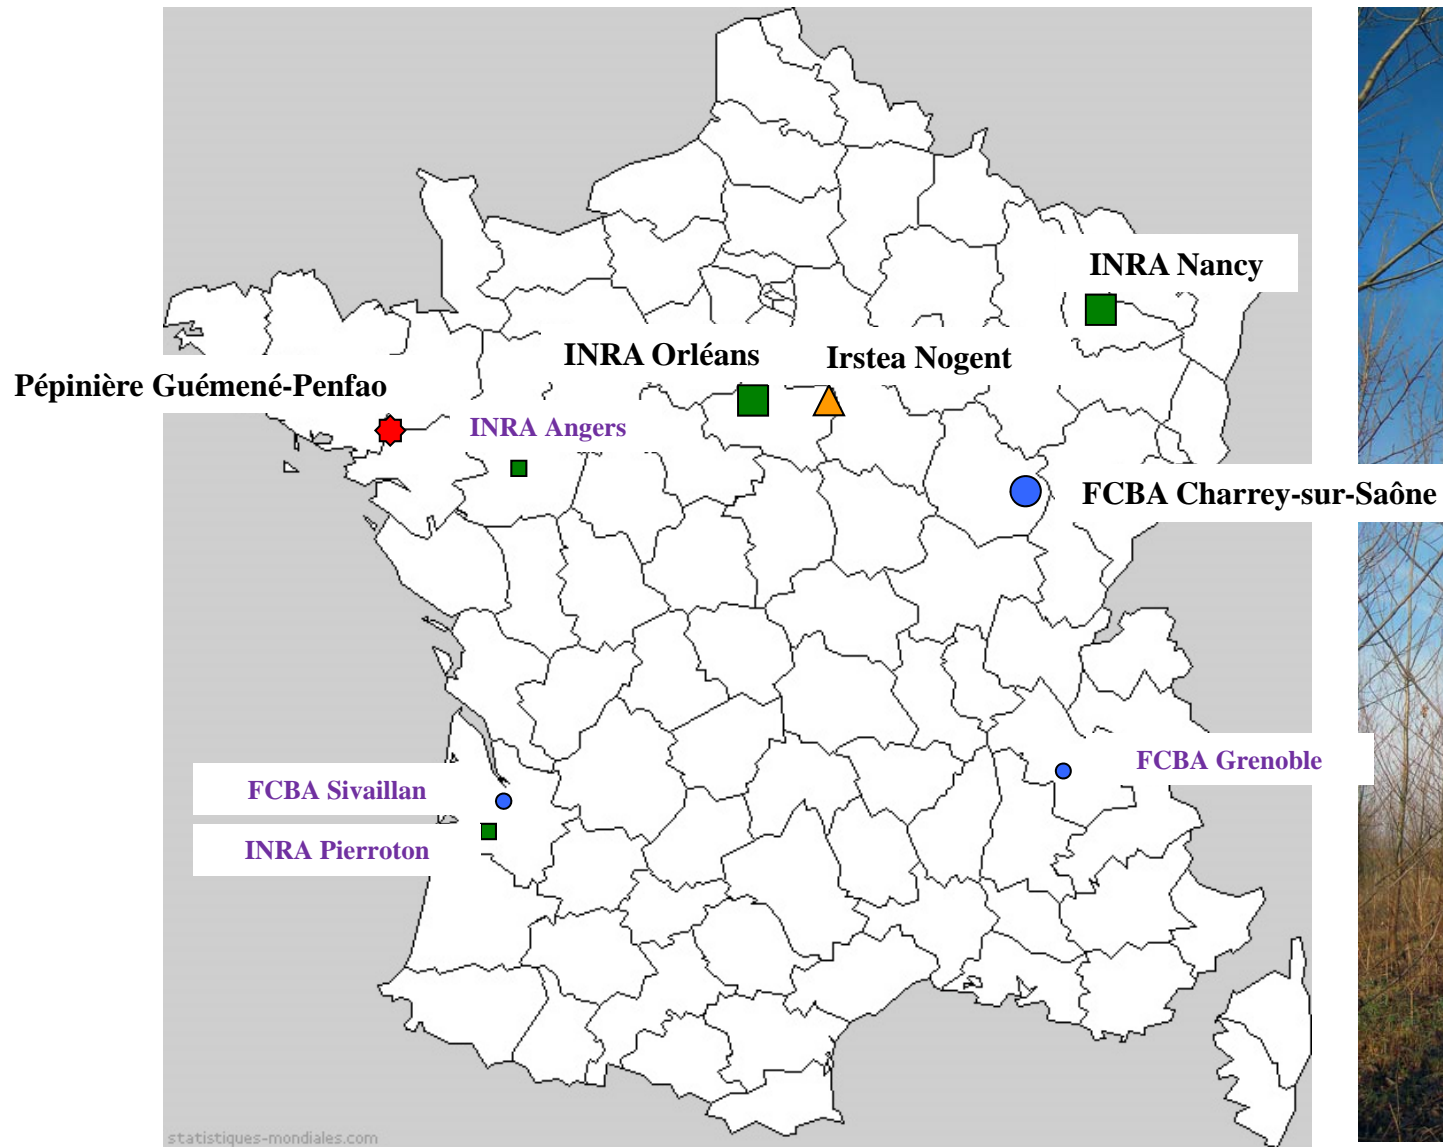 INRA Nancy
INRA Orléans
Irstea Nogent
Pépinière Guémené-Penfao
INRA Angers
FCBA Charrey-sur-Saône
FCBA Grenoble
FCBA Sivaillan
INRA Pierroton
statistiques-mondiales.com